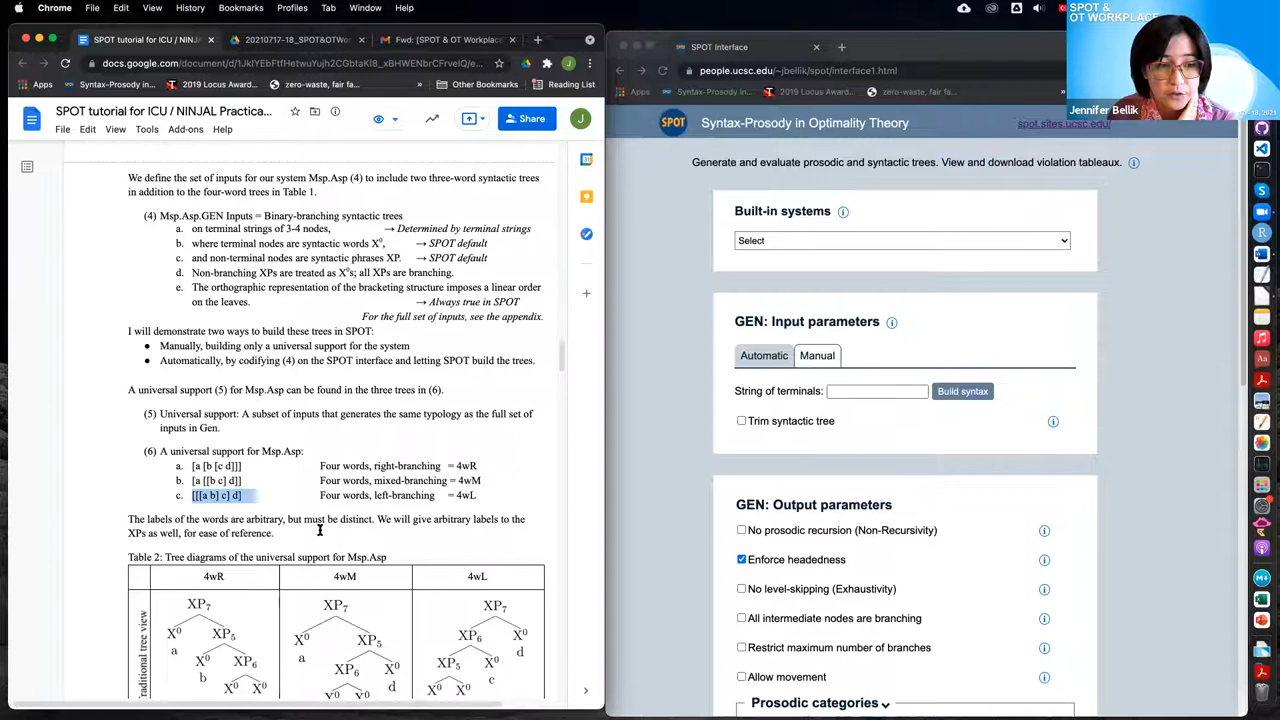 Chrome File Edit View History Bookmarks Profiles Tab Window Help
SPOT tutorial for ICU / NINJAL
20210717-18_SPOT&OTWo
Fwd: [SPOT & OT Workplac
docs.google.com/document/d/
Apps Syntax-Prosody in... 2019 Locus Award... zero-waste, fair fa... Other Bookmarks Reading List
SPOT tutorial for ICU / NINJAL Practica...
File Edit View Tools Add-ons Help
Share
J
We define the set of inputs for our system Msp.Asp (4) to include two three-word syntactic trees
in addition to the four-word trees in Table 1.
(4) Msp.Asp.GEN Inputs = Binary-branching syntactic trees
a. on terminal strings of 3-4 nodes, → Determined by terminal strings
b. where terminal nodes are syntactic words X⁰, → SPOT default
c. and non-terminal nodes are syntactic phrases XP. → SPOT default
d. Non-branching XPs are treated as X⁰s; all XPs are branching.
e. The orthographic representation of the bracketing structure imposes a linear order
on the leaves. → Always true in SPOT
For the full set of inputs, see the appendix.
I will demonstrate two ways to build these trees in SPOT:
● Manually, building only a universal support for the system
● Automatically, by codifying (4) on the SPOT interface and letting SPOT build the trees.
A universal support (5) for Msp.Asp can be found in the three trees in (6).
(5) Universal support: A subset of inputs that generates the same typology as the full set of
inputs in Gen.
(6) A universal support for Msp.Asp:
a. [a [b [c d]]] Four words, right-branching = 4wR
b. [a [[b c] d]] Four words, mixed-branching = 4wM
c. [[[a b] c] d] Four words, left-branching = 4wL
The labels of the words are arbitrary, but must be distinct. We will give arbitrary labels to the
XPs as well, for ease of reference.
Table 2: Tree diagrams of the universal support for Msp.Asp
4wR 4wM 4wL
raditional tree view
XP₇ XP₇ XP₇
X⁰ XP₅ X⁰ XP₅ XP₆ X⁰
a a d
X⁰ XP₆ XP₆ X⁰ XP₅ X⁰
b d c
X⁰ X⁰ X⁰ X⁰ X⁰ X⁰
SPOT Interface
people.ucsc.edu/~jbellik/spot/interface1.html
Apps Syntax-Prosody in... 2019 Locus Award... zero-waste, fair fa...
SPOT Syntax-Prosody in Optimality Theory spot.sites.ucsc.edu/
Generate and evaluate prosodic and syntactic trees. View and download violation tableaux.
Built-in systems
Select
GEN: Input parameters
Automatic Manual
String of terminals: Build syntax
Trim syntactic tree
GEN: Output parameters
No prosodic recursion (Non-Recursivity)
Enforce headedness
No level-skipping (Exhaustivity)
All intermediate nodes are branching
Restrict maximum number of branches
Allow movement
Prosodic categories
SPOT &
OT WORKPLACE
Jennifer Bellik